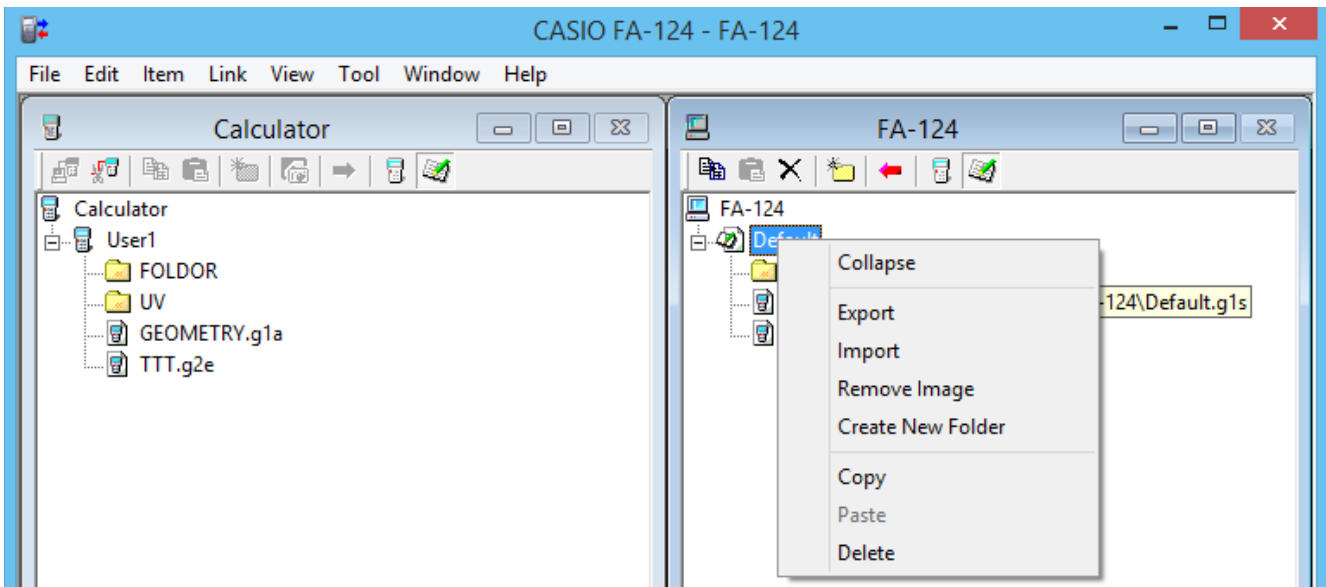 CASIO FA-124 - FA-124
File Edit Item Link View Tool Window Help
Calculator
Calculator
User1
FOLDOR
UV
GEOMETRY.g1a
TTT.g2e
FA-124
FA-124
Default
-124\Default.g1s
Collapse
Export
Import
Remove Image
Create New Folder
Copy
Paste
Delete